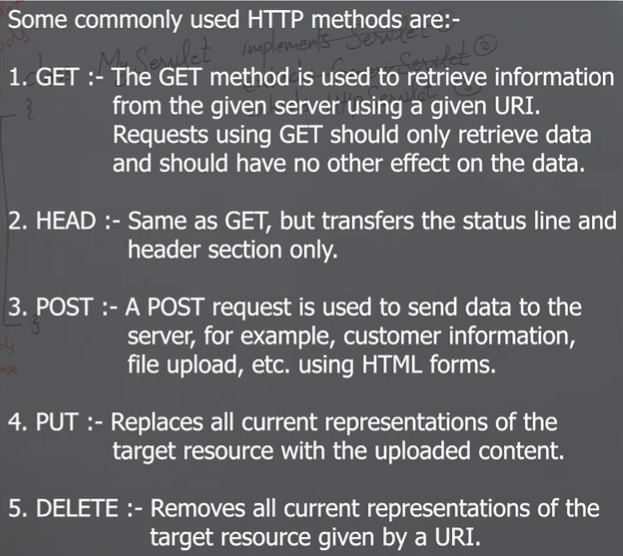 Some commonly used HTTP methods are:-
My Servlet implements Servlet
1. GET :- The GET method is used to retrieve information
from the given server using a given URI.
{
Requests using GET should only retrieve data
and should have no other effect on the data.
2. HEAD :- Same as GET, but transfers the status line and
header section only.
3. POST :- A POST request is used to send data to the
}
server, for example, customer information,
file upload, etc. using HTML forms.
4. PUT :- Replaces all current representations of the
target resource with the uploaded content.
5. DELETE :- Removes all current representations of the
target resource given by a URI.